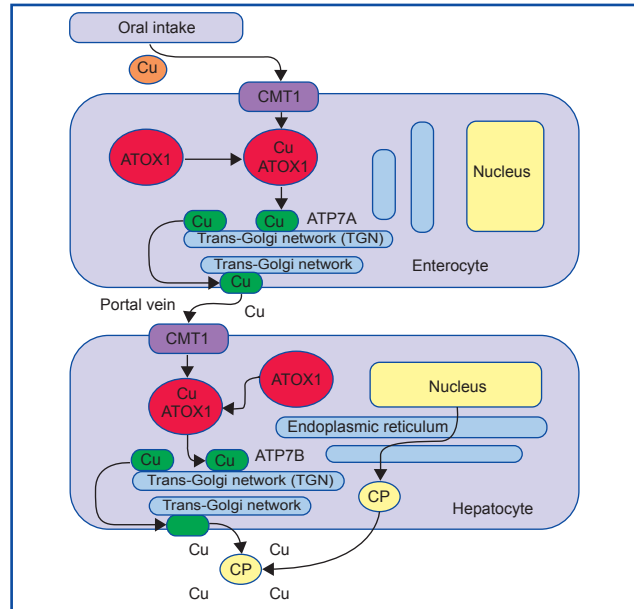 Oral intake
Cu
CMT1
ATOX1
Cu
ATOX1
Nucleus
Cu
Cu
ATP7A
Trans-Golgi network (TGN)
Trans-Golgi network
Enterocyte
Cu
Portal vein
Cu
CMT1
Cu
ATOX1
ATOX1
Nucleus
Endoplasmic reticulum
Cu
Cu
ATP7B
Trans-Golgi network (TGN)
CP
Trans-Golgi network
Hepatocyte
Cu
Cu
CP
Cu
Cu